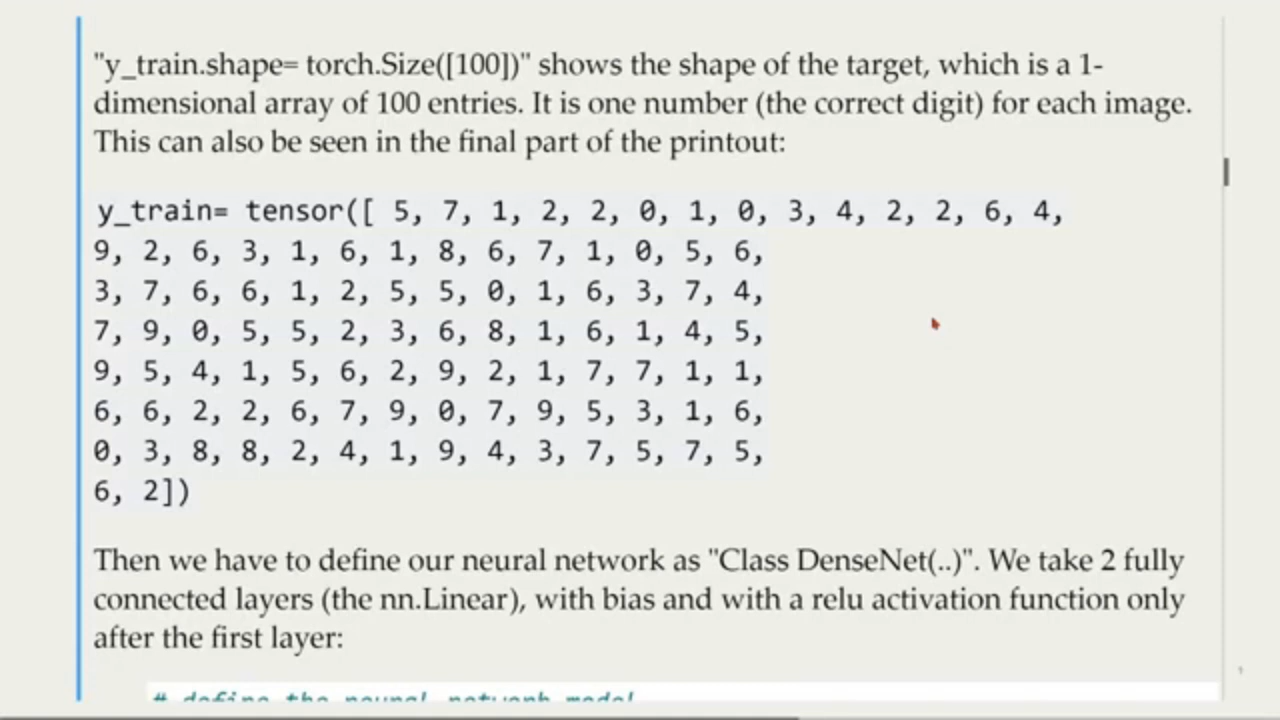 "y_train.shape= torch.Size([100])" shows the shape of the target, which is a 1-
dimensional array of 100 entries. It is one number (the correct digit) for each image.
This can also be seen in the final part of the printout:
y_train= tensor([ 5, 7, 1, 2, 2, 0, 1, 0, 3, 4, 2, 2, 6, 4,
9, 2, 6, 3, 1, 6, 1, 8, 6, 7, 1, 0, 5, 6,
3, 7, 6, 6, 1, 2, 5, 5, 0, 1, 6, 3, 7, 4,
7, 9, 0, 5, 5, 2, 3, 6, 8, 1, 6, 1, 4, 5,
9, 5, 4, 1, 5, 6, 2, 9, 2, 1, 7, 7, 1, 1,
6, 6, 2, 2, 6, 7, 9, 0, 7, 9, 5, 3, 1, 6,
0, 3, 8, 8, 2, 4, 1, 9, 4, 3, 7, 5, 7, 5,
6, 2])
Then we have to define our neural network as "Class DenseNet(..)". We take 2 fully
connected layers (the nn.Linear), with bias and with a relu activation function only
after the first layer:
# define the neural network model